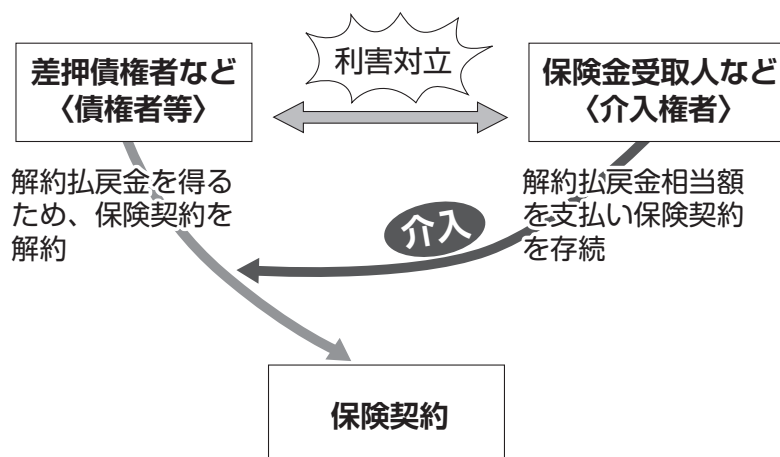 利害対立
差押債権者など
〈債権者等〉
保険金受取人など
〈介入権者〉
解約払戻金を得る
ため、保険契約を
解約
解約払戻金相当額
を支払い保険契約
を存続
介入
保険契約